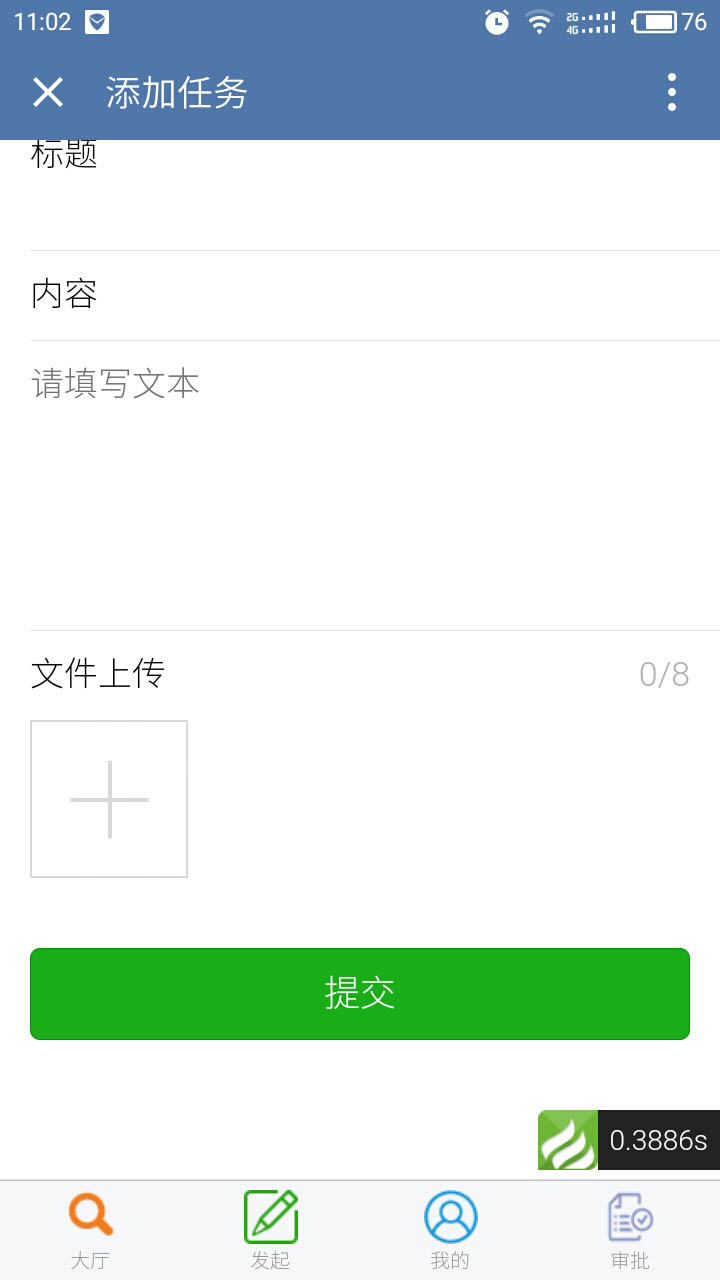 11:02
2G
4G
76
添加任务
标题
内容
请填写文本
文件上传 0/8
提交
0.3886s
大厅 发起 我的 审批